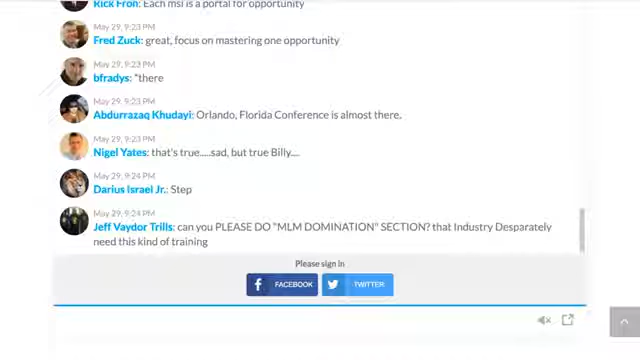 Rick Fron: Each msl is a portal for opportunity
May 29, 9:23 PM
Fred Zuck: great, focus on mastering one opportunity
May 29, 9:23 PM
bfradys: "there
May 29, 9:23 PM
Abdurrazaq Khudayi: Orlando, Florida Conference is almost there.
May 29, 9:23 PM
Nigel Yates: that's true.....sad, but true Billy....
May 29, 9:24 PM
Darius Israel Jr.: Step
May 29, 9:24 PM
Jeff Vaydor Trills: can you PLEASE DO "MLM DOMINATION" SECTION? that Industry Desparately
need this kind of training
Please sign in
FACEBOOK
TWITTER